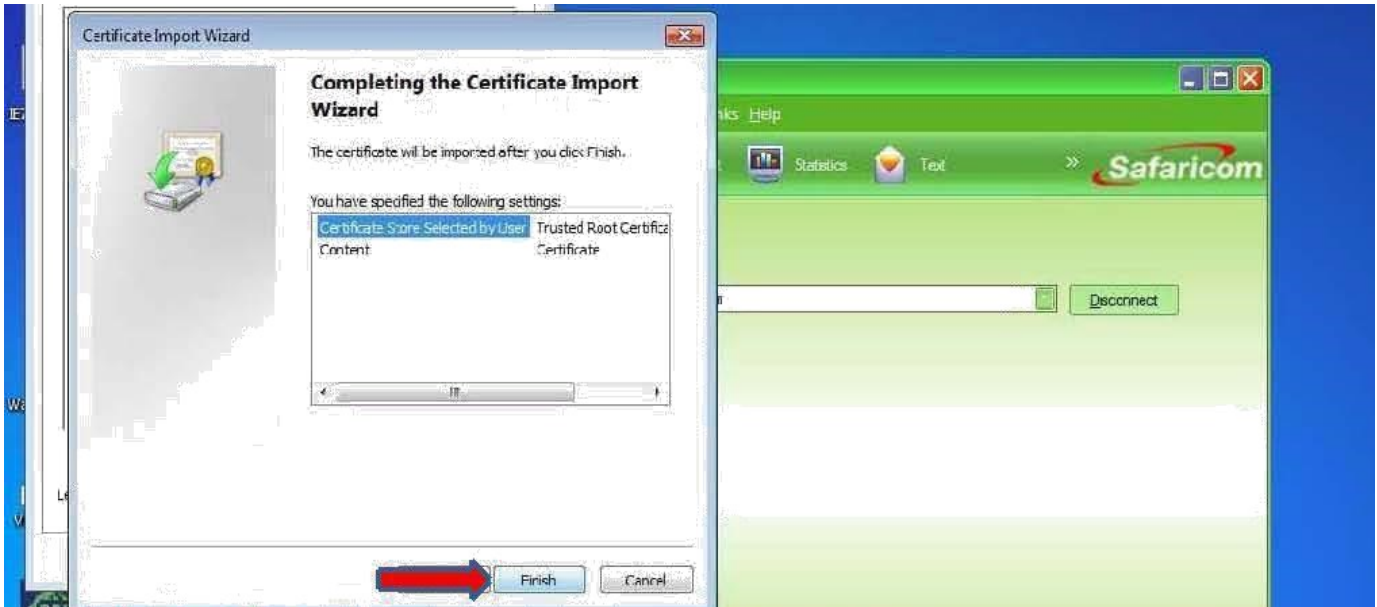 Certificate Import Wizard
Completing the Certificate Import
Wizard
The certificate will be imported after you click Finish.
You have specified the following settings:
Certificate Store Selected by User Trusted Root Certifica
Content Certificate
Finish Cancel
Help
Statistics Text » Safaricom
Disconnect